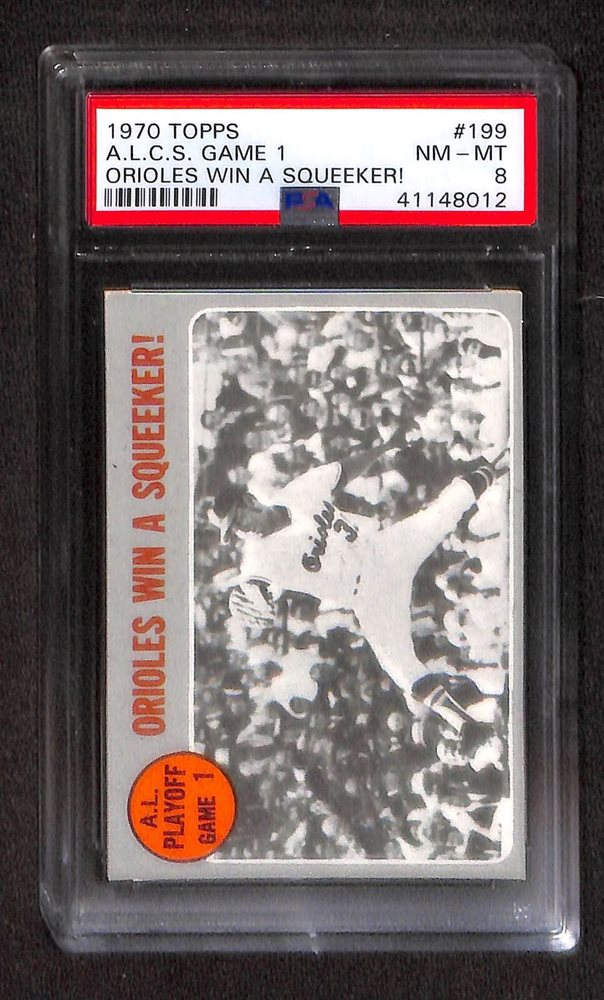 1970 TOPPS #199
A.L.C.S. GAME 1 NM - MT
ORIOLES WIN A SQUEEKER! 8
PSA 41148012
ORIOLES WIN A SQUEEKER!
A.L.
PLAYOFF
GAME 1
Orioles